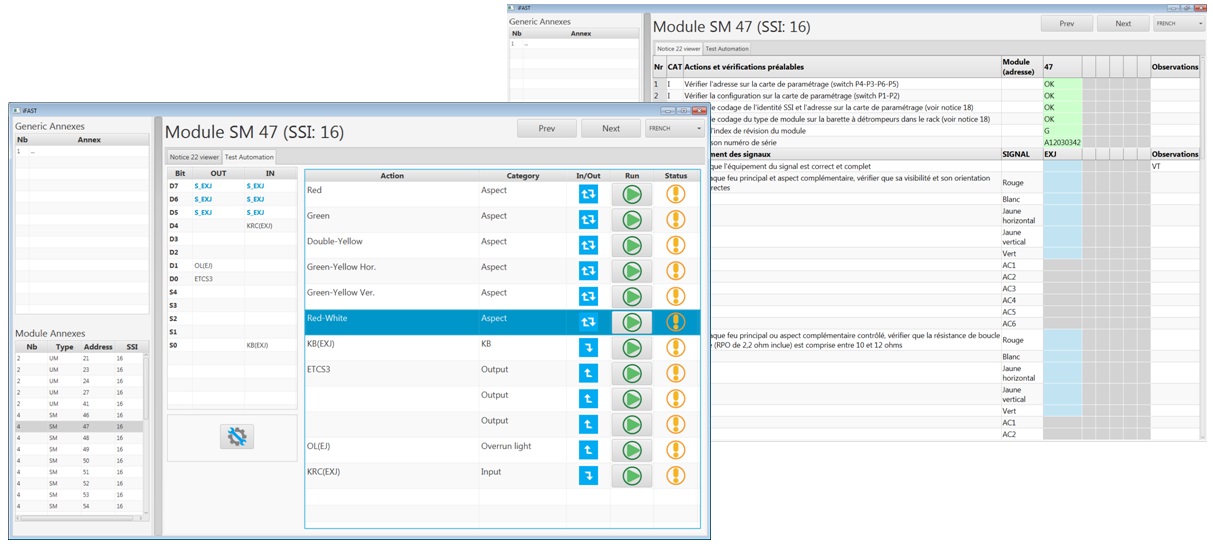 iFAST
Generic Annexes
Nb Annex
1 ..
Module SM 47 (SSI: 16)
Prev Next FRENCH
Notice 22 viewer Test Automation
Nr CAT Actions et vérifications préalables Module (adresse) 47 Observations
1 I Vérifier l'adresse sur la carte de paramétrage (switch P4-P3-P6-P5) OK
2 I Vérifier la configuration sur la carte de paramétrage (switch P1-P2) OK
e codage de l'identité SSI et l'adresse sur la carte de paramétrage (voir notice 18) OK
e codage du type de module sur la barette à détrompeurs dans le rack (voir notice 18) OK
l'index de révision du module G
son numéro de série A12030342
ment des signaux SIGNAL EXJ Observations
que l'équipement du signal est correct et complet VT
aque feu principal et aspect complémentaire, vérifier que sa visibilité et son orientation
rectes
Rouge
Blanc
Jaune
horizontal
Jaune
vertical
Vert
AC1
AC2
AC3
AC4
AC5
AC6
aque feu principal ou aspect complémentaire contrôlé, vérifier que la résistance de boucle
(RPO de 2,2 ohm inclue) est comprise entre 10 et 12 ohms
Rouge
Blanc
Jaune
horizontal
Jaune
vertical
Vert
AC1
AC2
iFAST
Generic Annexes
Nb Annex
1 ..
Module Annexes
Nb Type Address SSI
2 UM 21 16
2 UM 23 16
2 UM 24 16
2 UM 27 16
2 UM 41 16
4 SM 46 16
4 SM 47 16
4 SM 48 16
4 SM 49 16
4 SM 50 16
4 SM 51 16
4 SM 52 16
4 SM 53 16
4 SM 54 16
Module SM 47 (SSI: 16)
Prev Next FRENCH
Notice 22 viewer Test Automation
Bit OUT IN
D7 S_EXJ S_EXJ
D6 S_EXJ S_EXJ
D5 S_EXJ S_EXJ
D4 KRC(EXJ)
D3
D2
D1 OL(EJ)
D0 ETCS3
S4
S3
S2
S1
S0 KB(EXJ)
Action Category In/Out Run Status
Red Aspect
Green Aspect
Double-Yellow Aspect
Green-Yellow Hor. Aspect
Green-Yellow Ver. Aspect
Red-White Aspect
KB(EXJ) KB
ETCS3 Output
Output
Output
OL(EJ) Overrun light
KRC(EXJ) Input